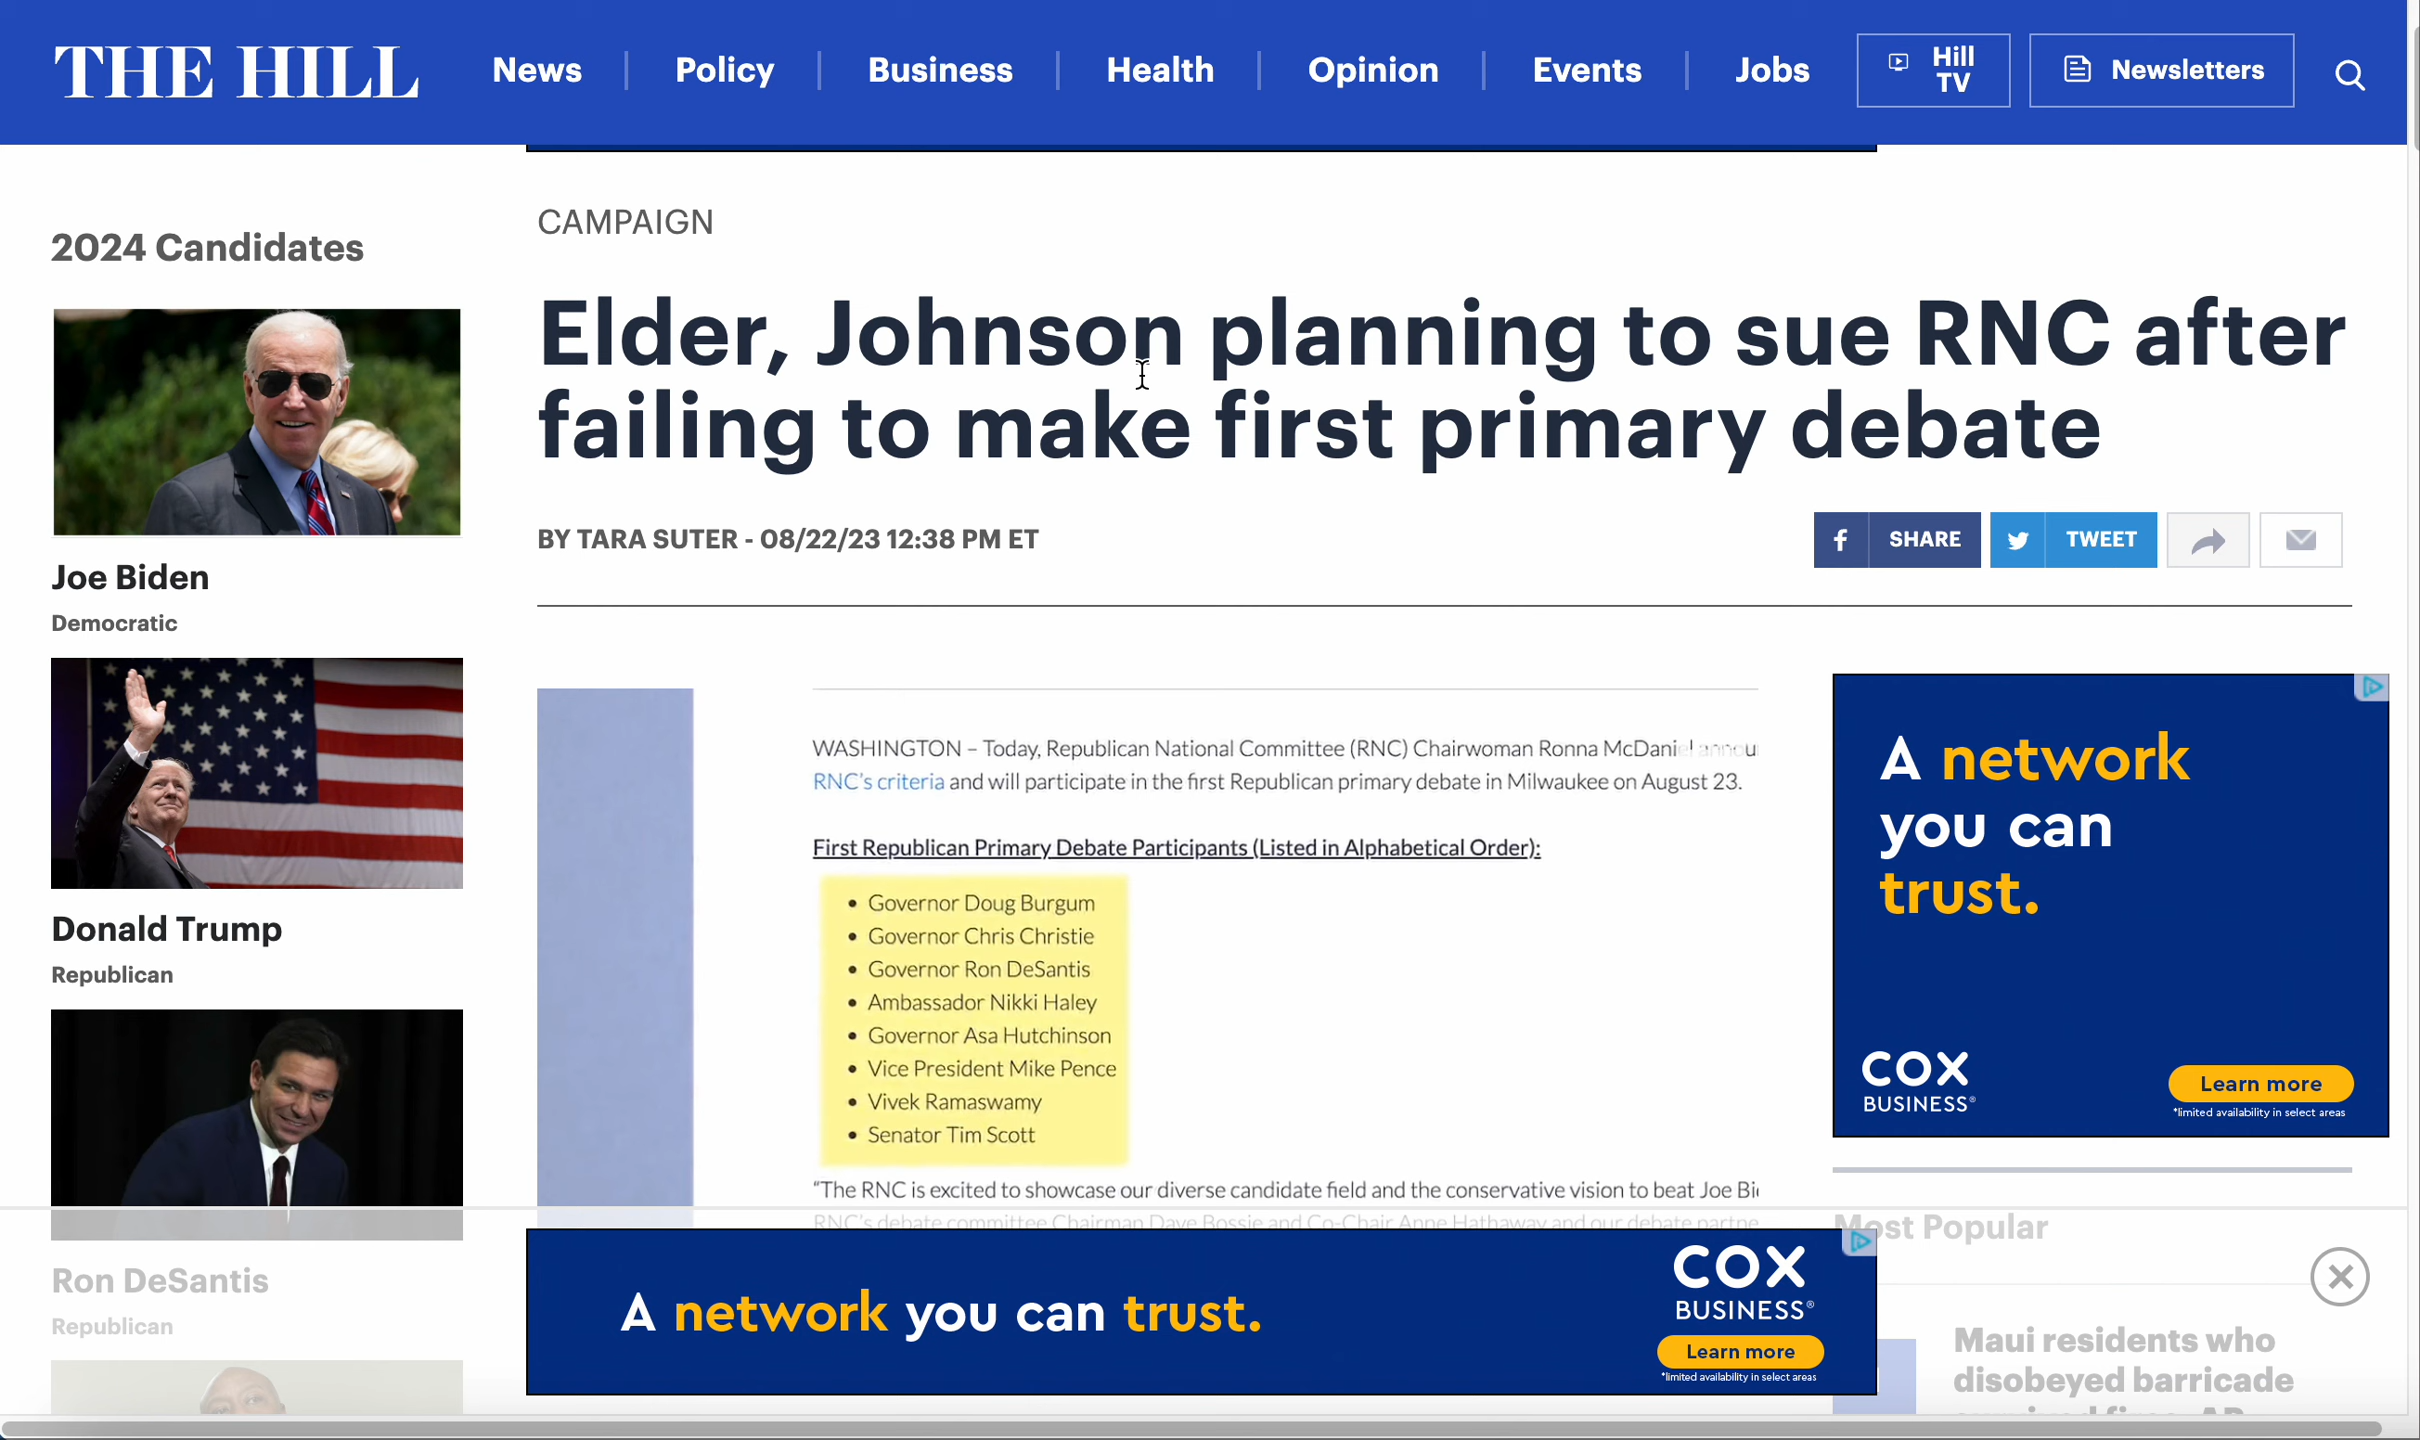 THE HILL
News
Policy
Business
Health
Opinion
Events
Jobs
Hill
TV
Newsletters
2024 Candidates
Joe Biden
Democratic
Donald Trump
Republican
Ron DeSantis
Republican
CAMPAIGN
Elder, Johnson planning to sue RNC after
failing to make first primary debate
BY TARA SUTER - 08/22/23 12:38 PM ET
SHARE
TWEET
WASHINGTON – Today, Republican National Committee (RNC) Chairwoman Ronna McDaniel
RNC's criteria and will participate in the first Republican primary debate in Milwaukee on August 23.
First Republican Primary Debate Participants (Listed in Alphabetical Order):
• Governor Doug Burgum
• Governor Chris Christie
• Governor Ron DeSantis
• Ambassador Nikki Haley
• Governor Asa Hutchinson
• Vice President Mike Pence
• Vivek Ramaswamy
• Senator Tim Scott
“The RNC is excited to showcase our diverse candidate field and the conservative vision to beat Joe
RNC's debate committee Chairman Dave Bossie and Co-Chair Anne Hathaway and our debate
A network
you can
trust.
COX
BUSINESS®
Learn more
*limited availability in select areas
Most Popular
Maui residents who
disobeyed barricade
A network you can trust.
COX
BUSINESS®
Learn more
*limited availability in select areas